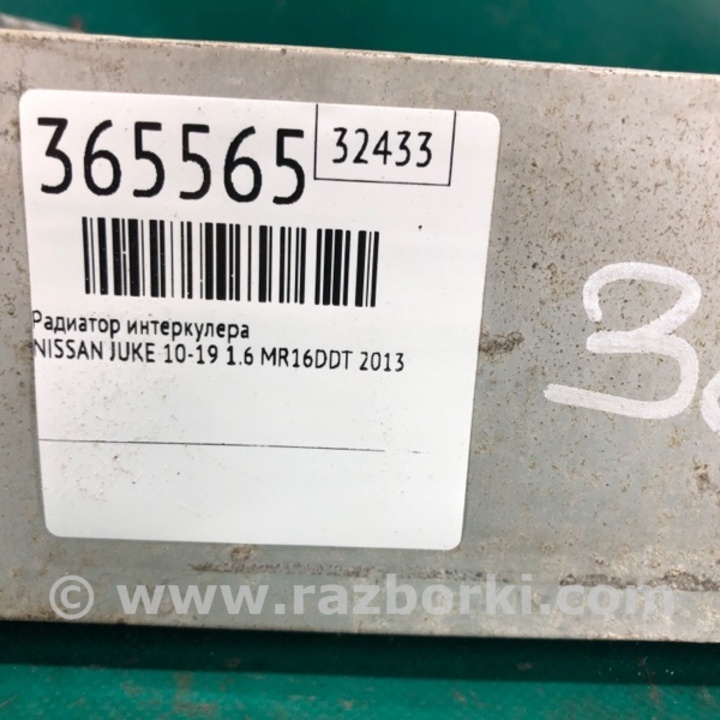 365565
32433
Радиатор интеркулера
NISSAN JUKE 10-19 1.6 MR16DDT 2013
© www.razborki.com